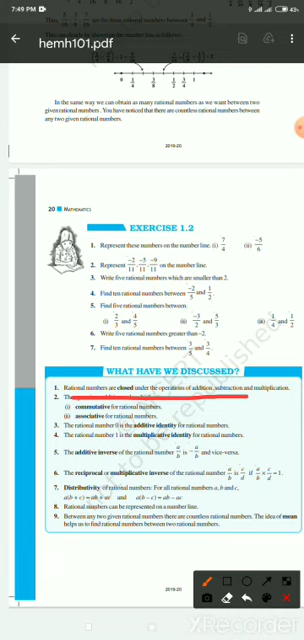 7:49 PM
43%
hemh101.pdf
In the same way we can obtain as many rational numbers as we want between two
given rational numbers. You have noticed that there are countless rational numbers between
any two given rational numbers.
2019-20
20 MATHEMATICS
EXERCISE 1.2
1. Represent these numbers on the number line. (i) 7/4 (ii) -5/6
2. Represent -2/11, -5/11, -9/11 on the number line.
3. Write five rational numbers which are smaller than 2.
4. Find ten rational numbers between -2/5 and 1/2.
5. Find five rational numbers between.
(i) 2/3 and 4/5 (ii) -3/2 and 5/3 (iii) 1/4 and 1/2
6. Write five rational numbers greater than –2.
7. Find ten rational numbers between 3/5 and 3/4.
WHAT HAVE WE DISCUSSED?
1. Rational numbers are closed under the operations of addition, subtraction and multiplication.
2. The
(i) commutative for rational numbers.
(ii) associative for rational numbers.
3. The rational number 0 is the additive identity for rational numbers.
4. The rational number 1 is the multiplicative identity for rational numbers.
5. The additive inverse of the rational number a/b is -a/b and vice-versa.
6. The reciprocal or multiplicative inverse of the rational number a/b is c/d if a/b × c/d = 1.
7. Distributivity of rational numbers: For all rational numbers a, b and c,
a(b + c) = ab + ac and a(b – c) = ab – ac
8. Rational numbers can be represented on a number line.
9. Between any two given rational numbers there are countless rational numbers. The idea of mean
helps us to find rational numbers between two rational numbers.
2019-20
XRECORDER